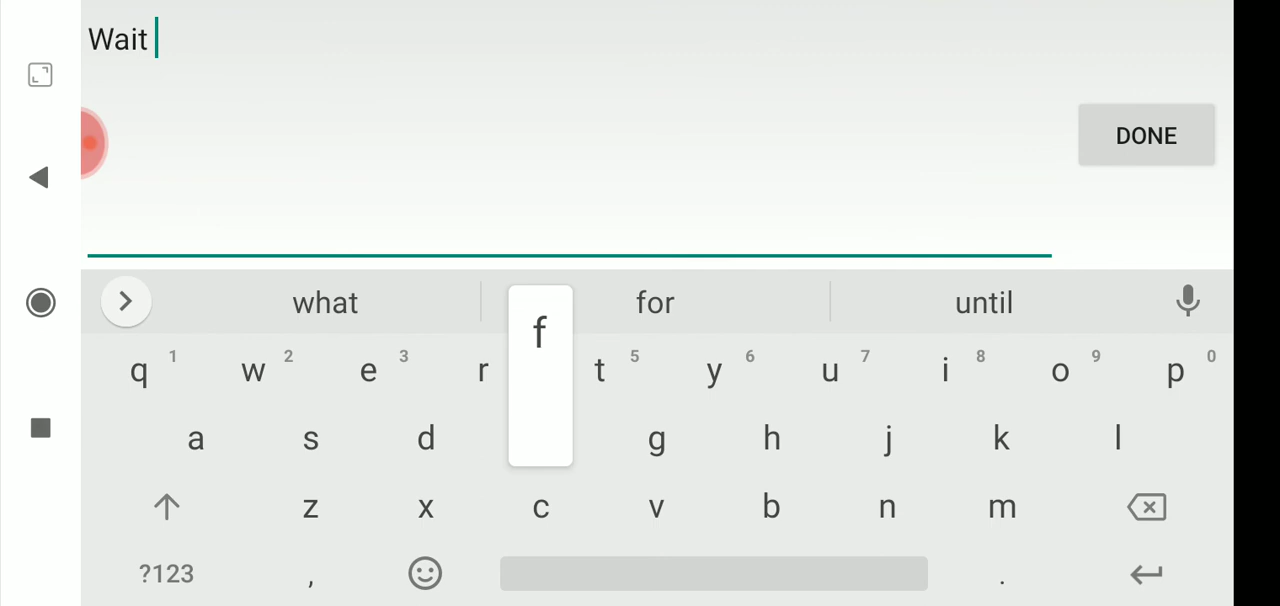 Wait
DONE
what for until
q 1 w 2 e 3 r t 5 y 6 u 7 i 8 o 9 p 0
a s d f g h j k l
z x c v b n m
?123 , .